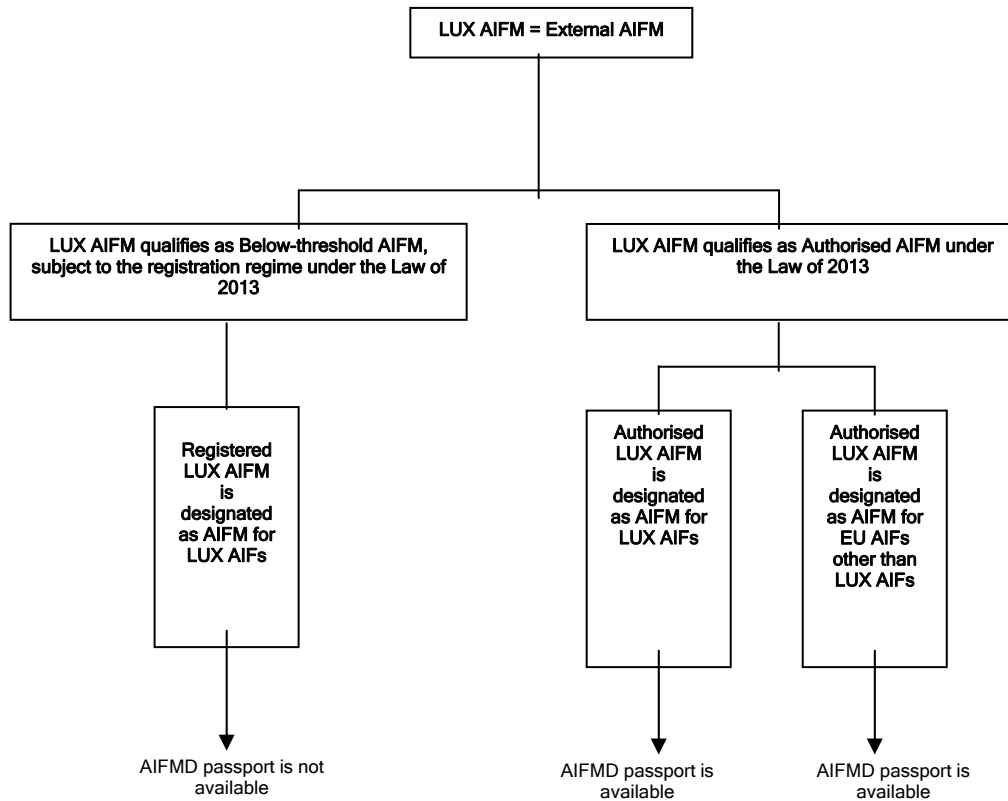 LUX AIFM = External AIFM
LUX AIFM qualifies as Below-threshold AIFM,
subject to the registration regime under the Law of
2013
LUX AIFM qualifies as Authorised AIFM under
the Law of 2013
Registered
LUX AIFM
is
designated
as AIFM for
LUX AIFs
Authorised
LUX AIFM
is
designated
as AIFM for
LUX AIFs
Authorised
LUX AIFM
is
designated
as AIFM for
EU AIFs
other than
LUX AIFs
AIFMD passport is not
available
AIFMD passport is
available
AIFMD passport is
available